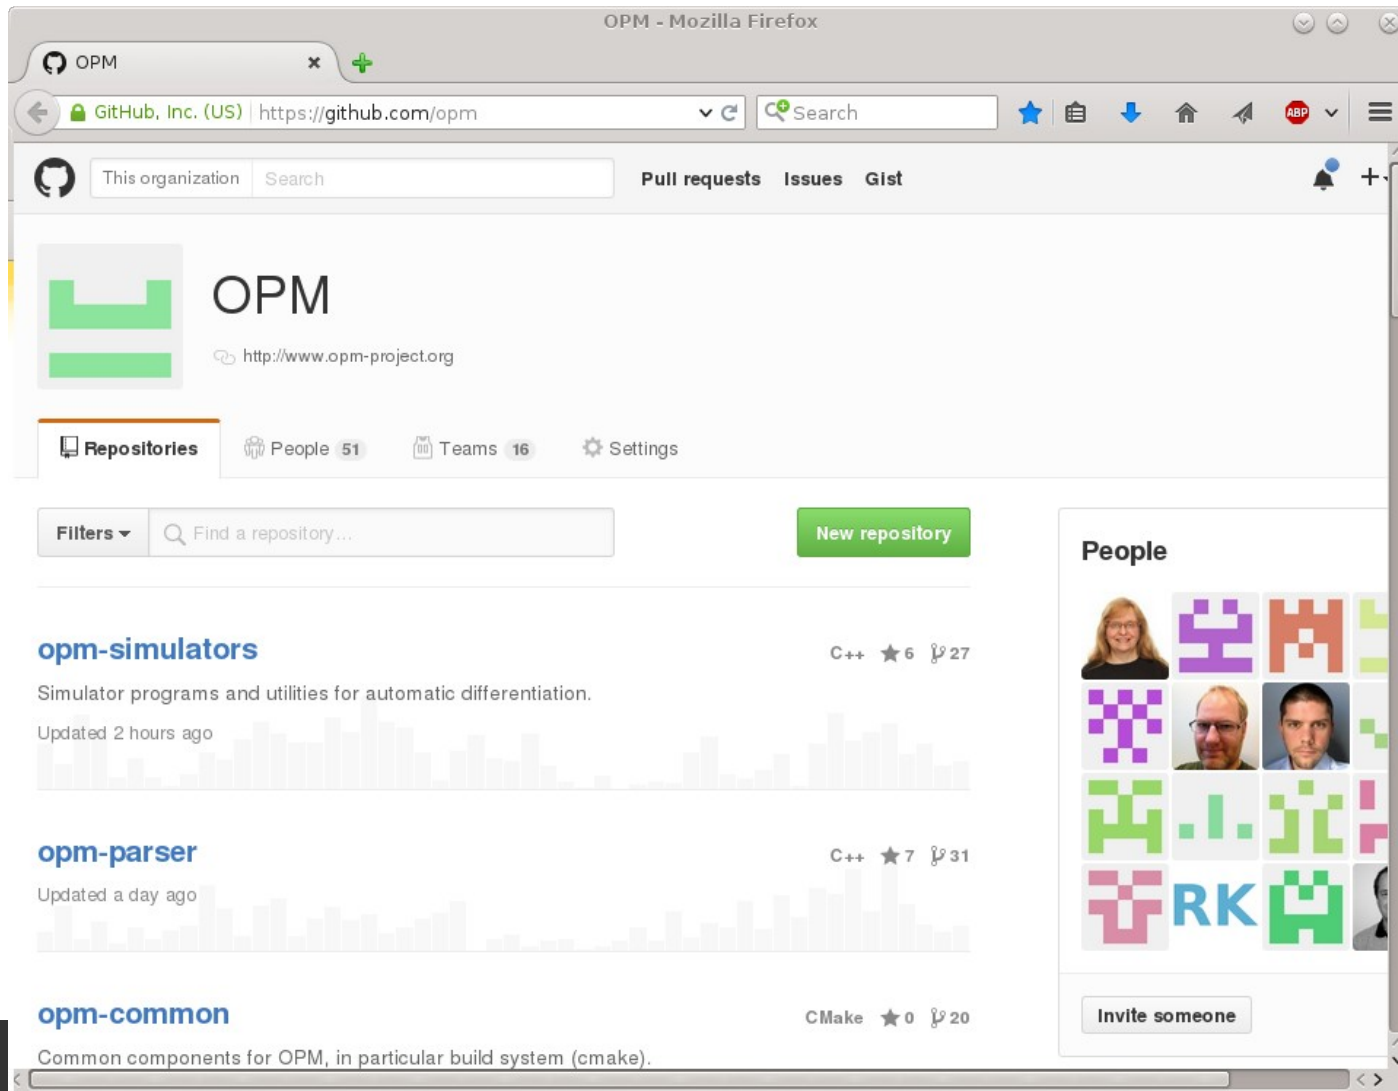 OPM - Mozilla Firefox
OPM
GitHub, Inc. (US) https://github.com/opm Search ABP
This organization Search Pull requests Issues Gist
OPM
http://www.opm-project.org
Repositories People 51 Teams 16 Settings
Filters Find a repository... New repository
People
opm-simulators C++ 6 27
Simulator programs and utilities for automatic differentiation.
Updated 2 hours ago
opm-parser C++ 7 31
Updated a day ago
RK
opm-common CMake 0 20
Invite someone
Common components for OPM, in particular build system (cmake).